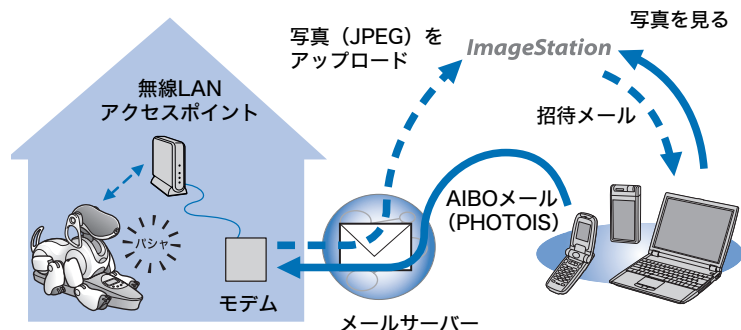 写真を見る
写真（JPEG）を
アップロード
ImageStation
無線LAN
アクセスポイント
招待メール
AIBOメール
（PHOTOIS）
パシャ
モデム
メールサーバー